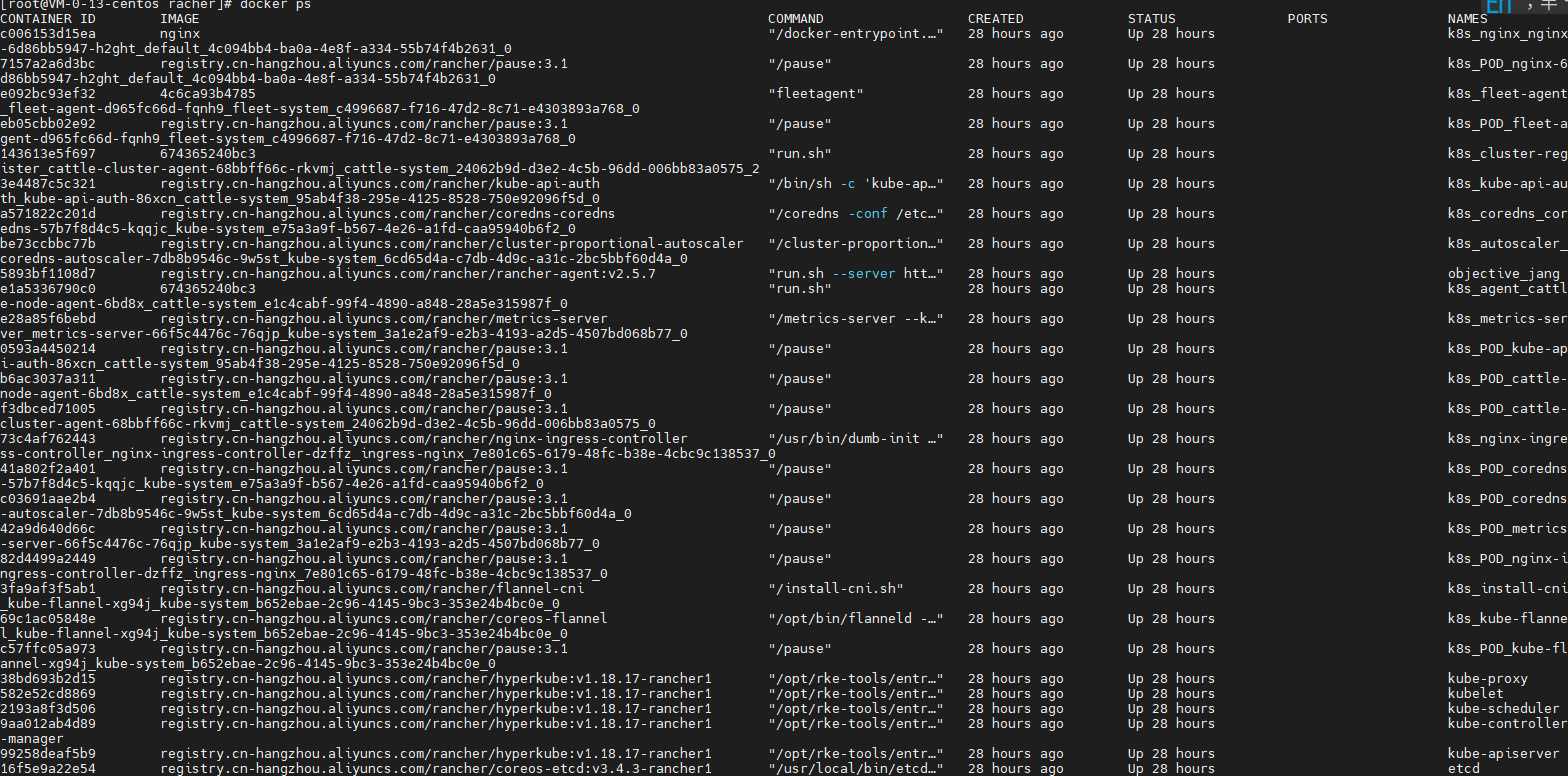 [root@VM-0-13-centos racher]# docker ps
En , 半
CONTAINER ID        IMAGE                                                                       COMMAND                  CREATED             STATUS              PORTS               NAMES
c006153d15ea        nginx                                                                       "/docker-entrypoint.…"   28 hours ago        Up 28 hours                             k8s_nginx_nginx
-6d86bb5947-h2ght_default_4c094bb4-ba0a-4e8f-a334-55b74f4b2631_0
7157a2a6d3bc        registry.cn-hangzhou.aliyuncs.com/rancher/pause:3.1                         "/pause"                 28 hours ago        Up 28 hours                             k8s_POD_nginx-6
d86bb5947-h2ght_default_4c094bb4-ba0a-4e8f-a334-55b74f4b2631_0
e092bc93ef32        4c6ca93b4785                                                                "fleetagent"             28 hours ago        Up 28 hours                             k8s_fleet-agent
_fleet-agent-d965fc66d-fqnh9_fleet-system_c4996687-f716-47d2-8c71-e4303893a768_0
eb05cbb02e92        registry.cn-hangzhou.aliyuncs.com/rancher/pause:3.1                         "/pause"                 28 hours ago        Up 28 hours                             k8s_POD_fleet-a
gent-d965fc66d-fqnh9_fleet-system_c4996687-f716-47d2-8c71-e4303893a768_0
143613e5f697        674365240bc3                                                                "run.sh"                 28 hours ago        Up 28 hours                             k8s_cluster-reg
ister_cattle-cluster-agent-68bbff66c-rkvmj_cattle-system_24062b9d-d3e2-4c5b-96dd-006bb83a0575_2
3e4487c5c321        registry.cn-hangzhou.aliyuncs.com/rancher/kube-api-auth                     "/bin/sh -c 'kube-ap…"   28 hours ago        Up 28 hours                             k8s_kube-api-au
th_kube-api-auth-86xcn_cattle-system_95ab4f38-295e-4125-8528-750e92096f5d_0
a571822c201d        registry.cn-hangzhou.aliyuncs.com/rancher/coredns-coredns                   "/coredns -conf /etc…"   28 hours ago        Up 28 hours                             k8s_coredns_cor
edns-57b7f8d4c5-kqqjc_kube-system_e75a3a9f-b567-4e26-a1fd-caa95940b6f2_0
be73ccbbc77b        registry.cn-hangzhou.aliyuncs.com/rancher/cluster-proportional-autoscaler   "/cluster-proportion…"   28 hours ago        Up 28 hours                             k8s_autoscaler_
coredns-autoscaler-7db8b9546c-9w5st_kube-system_6cd65d4a-c7db-4d9c-a31c-2bc5bbf60d4a_0
5893bf1108d7        registry.cn-hangzhou.aliyuncs.com/rancher/rancher-agent:v2.5.7              "run.sh --server htt…"   28 hours ago        Up 28 hours                             objective_jang
e1a5336790c0        674365240bc3                                                                "run.sh"                 28 hours ago        Up 28 hours                             k8s_agent_cattl
e-node-agent-6bd8x_cattle-system_e1c4cabf-99f4-4890-a848-28a5e315987f_0
e28a85f6bebd        registry.cn-hangzhou.aliyuncs.com/rancher/metrics-server                    "/metrics-server --k…"   28 hours ago        Up 28 hours                             k8s_metrics-ser
ver_metrics-server-66f5c4476c-76qjp_kube-system_3a1e2af9-e2b3-4193-a2d5-4507bd068b77_0
0593a4450214        registry.cn-hangzhou.aliyuncs.com/rancher/pause:3.1                         "/pause"                 28 hours ago        Up 28 hours                             k8s_POD_kube-ap
i-auth-86xcn_cattle-system_95ab4f38-295e-4125-8528-750e92096f5d_0
b6ac3037a311        registry.cn-hangzhou.aliyuncs.com/rancher/pause:3.1                         "/pause"                 28 hours ago        Up 28 hours                             k8s_POD_cattle-
node-agent-6bd8x_cattle-system_e1c4cabf-99f4-4890-a848-28a5e315987f_0
f3dbced71005        registry.cn-hangzhou.aliyuncs.com/rancher/pause:3.1                         "/pause"                 28 hours ago        Up 28 hours                             k8s_POD_cattle-
cluster-agent-68bbff66c-rkvmj_cattle-system_24062b9d-d3e2-4c5b-96dd-006bb83a0575_0
73c4af762443        registry.cn-hangzhou.aliyuncs.com/rancher/nginx-ingress-controller          "/usr/bin/dumb-init …"   28 hours ago        Up 28 hours                             k8s_nginx-ingre
ss-controller_nginx-ingress-controller-dzffz_ingress-nginx_7e801c65-6179-48fc-b38e-4cbc9c138537_0
41a802f2a401        registry.cn-hangzhou.aliyuncs.com/rancher/pause:3.1                         "/pause"                 28 hours ago        Up 28 hours                             k8s_POD_coredns
-57b7f8d4c5-kqqjc_kube-system_e75a3a9f-b567-4e26-a1fd-caa95940b6f2_0
c03691aae2b4        registry.cn-hangzhou.aliyuncs.com/rancher/pause:3.1                         "/pause"                 28 hours ago        Up 28 hours                             k8s_POD_coredns
-autoscaler-7db8b9546c-9w5st_kube-system_6cd65d4a-c7db-4d9c-a31c-2bc5bbf60d4a_0
42a9d640d66c        registry.cn-hangzhou.aliyuncs.com/rancher/pause:3.1                         "/pause"                 28 hours ago        Up 28 hours                             k8s_POD_metrics
-server-66f5c4476c-76qjp_kube-system_3a1e2af9-e2b3-4193-a2d5-4507bd068b77_0
82d4499a2449        registry.cn-hangzhou.aliyuncs.com/rancher/pause:3.1                         "/pause"                 28 hours ago        Up 28 hours                             k8s_POD_nginx-i
ngress-controller-dzffz_ingress-nginx_7e801c65-6179-48fc-b38e-4cbc9c138537_0
3fa9af3f5ab1        registry.cn-hangzhou.aliyuncs.com/rancher/flannel-cni                       "/install-cni.sh"        28 hours ago        Up 28 hours                             k8s_install-cni
_kube-flannel-xg94j_kube-system_b652ebae-2c96-4145-9bc3-353e24b4bc0e_0
69c1ac05848e        registry.cn-hangzhou.aliyuncs.com/rancher/coreos-flannel                    "/opt/bin/flanneld -…"   28 hours ago        Up 28 hours                             k8s_kube-flanne
l_kube-flannel-xg94j_kube-system_b652ebae-2c96-4145-9bc3-353e24b4bc0e_0
c57ffc05a973        registry.cn-hangzhou.aliyuncs.com/rancher/pause:3.1                         "/pause"                 28 hours ago        Up 28 hours                             k8s_POD_kube-fl
annel-xg94j_kube-system_b652ebae-2c96-4145-9bc3-353e24b4bc0e_0
38bd693b2d15        registry.cn-hangzhou.aliyuncs.com/rancher/hyperkube:v1.18.17-rancher1       "/opt/rke-tools/entr…"   28 hours ago        Up 28 hours                             kube-proxy
582e52cd8869        registry.cn-hangzhou.aliyuncs.com/rancher/hyperkube:v1.18.17-rancher1       "/opt/rke-tools/entr…"   28 hours ago        Up 28 hours                             kubelet
2193a8f3d506        registry.cn-hangzhou.aliyuncs.com/rancher/hyperkube:v1.18.17-rancher1       "/opt/rke-tools/entr…"   28 hours ago        Up 28 hours                             kube-scheduler
9aa012ab4d89        registry.cn-hangzhou.aliyuncs.com/rancher/hyperkube:v1.18.17-rancher1       "/opt/rke-tools/entr…"   28 hours ago        Up 28 hours                             kube-controller
-manager
99258deaf5b9        registry.cn-hangzhou.aliyuncs.com/rancher/hyperkube:v1.18.17-rancher1       "/opt/rke-tools/entr…"   28 hours ago        Up 28 hours                             kube-apiserver
16f5e9a22e54        registry.cn-hangzhou.aliyuncs.com/rancher/coreos-etcd:v3.4.3-rancher1       "/usr/local/bin/etcd…"   28 hours ago        Up 28 hours                             etcd